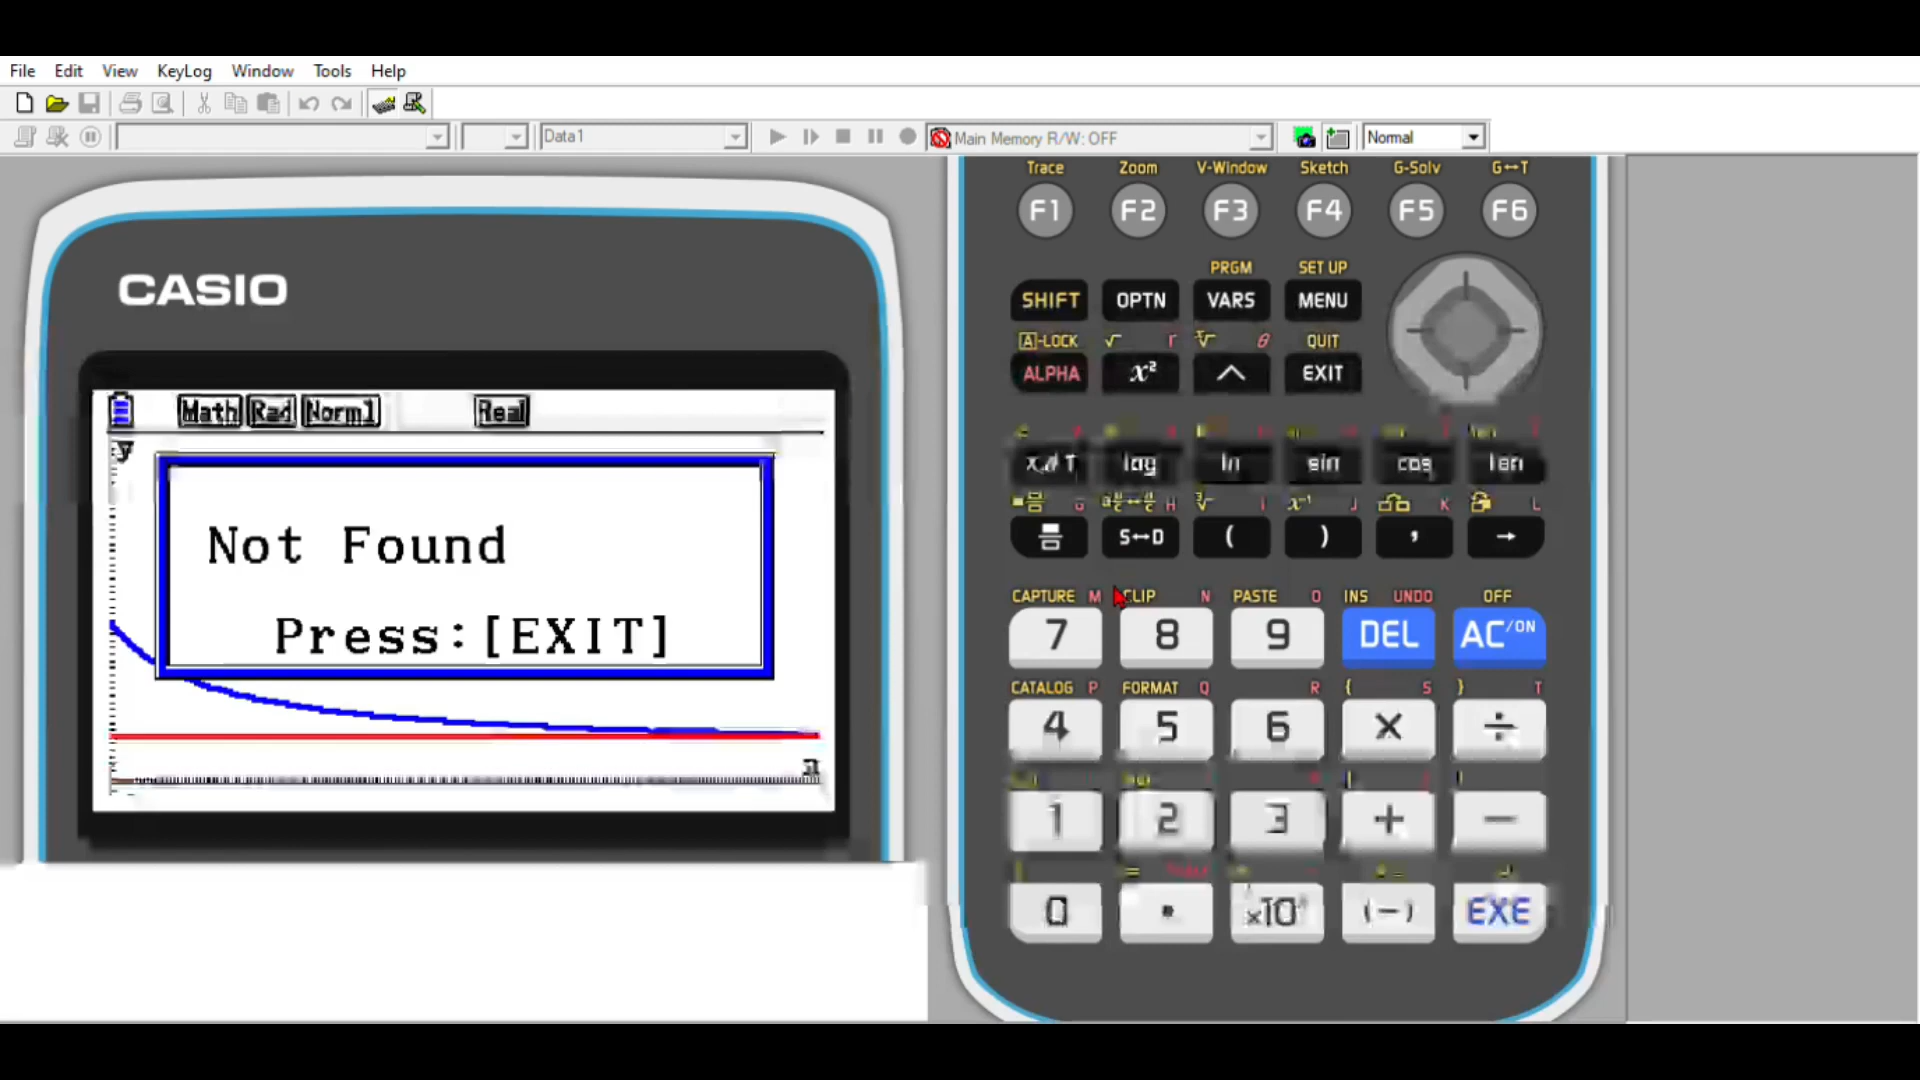 File Edit View KeyLog Window Tools Help
Data1 Main Memory R/W: OFF Normal
Trace Zoom V-Window Sketch G-Solv G↔T
F1 F2 F3 F4 F5 F6
CASIO
PRGM SET UP
SHIFT OPTN VARS MENU
A-LOCK √ r θ QUIT
ALPHA x² ^ EXIT
Math Rad Norm1 Real
y
Not Found
Press:[EXIT]
log ln sin cos
H I x⁻¹ J K L
S↔D ( ) , →
CAPTURE M CLIP N PASTE O INS UNDO OFF
7 8 9 DEL AC/ON
CATALOG P FORMAT Q R { S } T
4 5 6 × ÷
1 2 3 + −
0 . ×10 (−) EXE